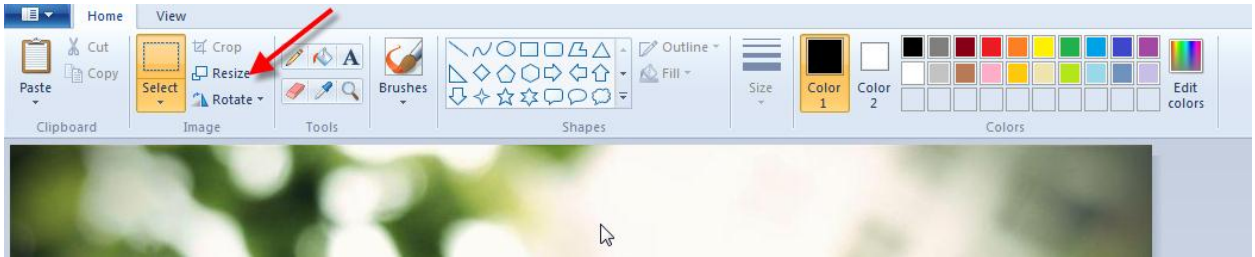 Home View
Cut
Copy
Paste
Clipboard
Select
Crop
Resize
Rotate
Image
A
Tools
Brushes
Outline
Fill
Shapes
Size
Color
1
Color
2
Edit
colors
Colors